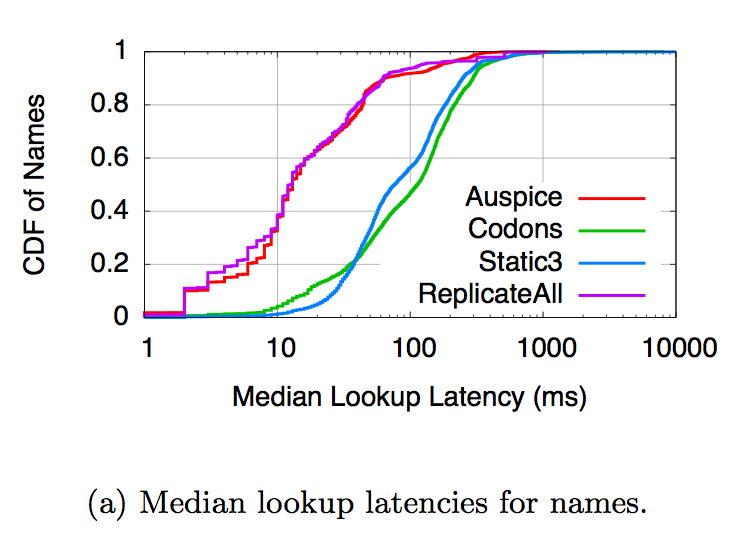 1
0.8
0.6
0.4
0.2
0
CDF of Names
Auspice
Codons
Static3
ReplicateAll
1 10 100 1000 10000
Median Lookup Latency (ms)
(a) Median lookup latencies for names.